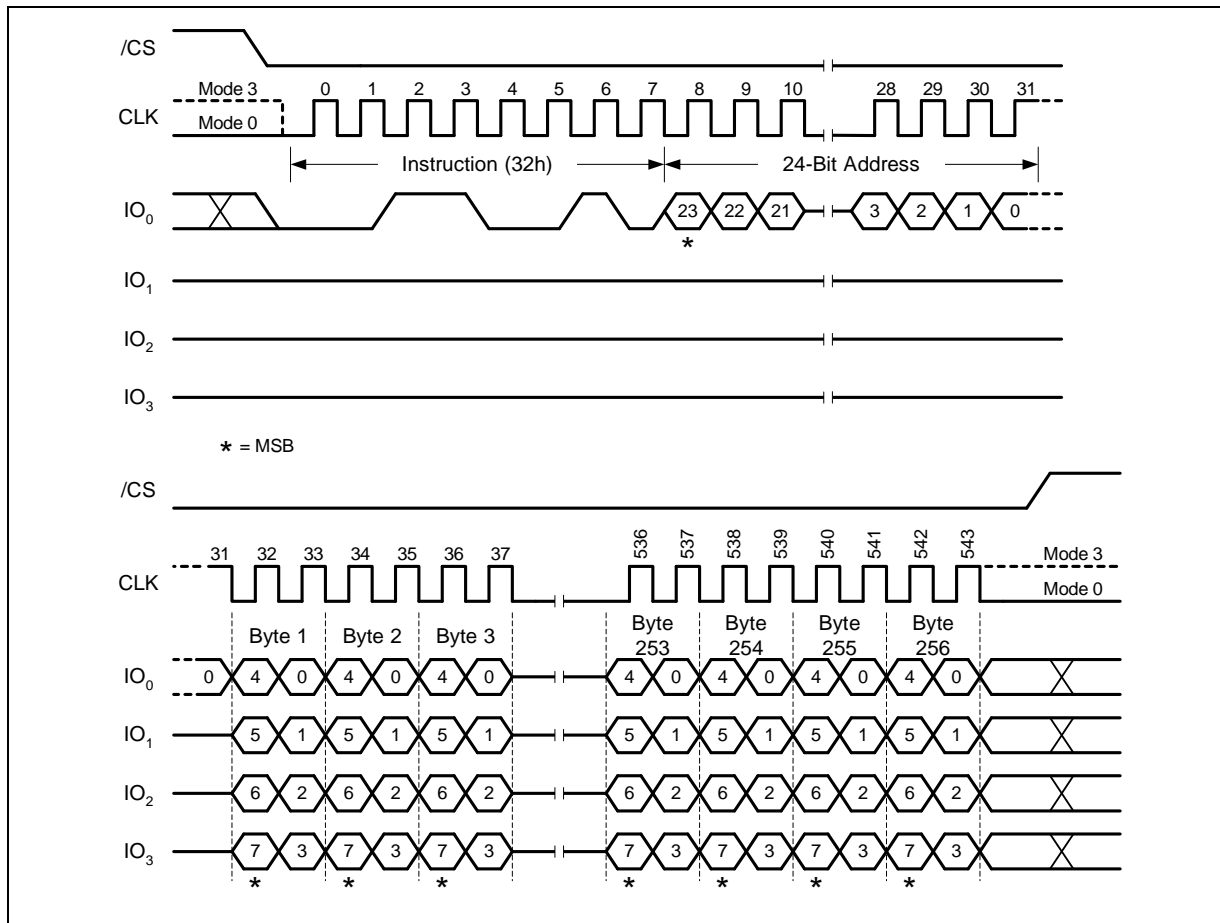 /CS
Mode 3 0 1 2 3 4 5 6 7 8 9 10 28 29 30 31
CLK
Mode 0
Instruction (32h) 24-Bit Address
IO0 23 22 21 3 2 1 0
*
IO1
IO2
IO3
* = MSB
/CS
31 32 33 34 35 36 37 536 537 538 539 540 541 542 543 Mode 3
CLK
Mode 0
Byte 1 Byte 2 Byte 3 Byte 253 Byte 254 Byte 255 Byte 256
IO0 0 4 0 4 0 4 0 4 0 4 0 4 0 4 0
IO1 5 1 5 1 5 1 5 1 5 1 5 1 5 1
IO2 6 2 6 2 6 2 6 2 6 2 6 2 6 2
IO3 7 3 7 3 7 3 7 3 7 3 7 3 7 3
* * * * * * *